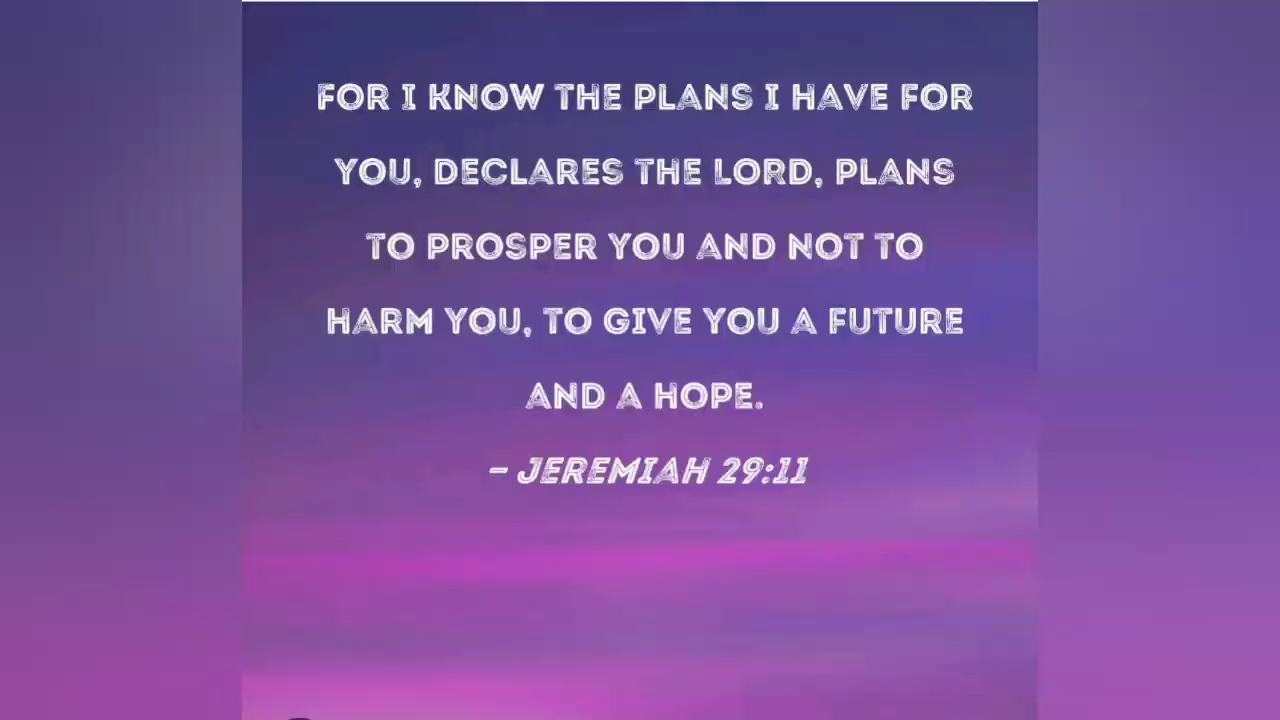 FOR I KNOW THE PLANS I HAVE FOR
YOU, DECLARES THE LORD, PLANS
TO PROSPER YOU AND NOT TO
HARM YOU, TO GIVE YOU A FUTURE
AND A HOPE.
– JEREMIAH 29:11